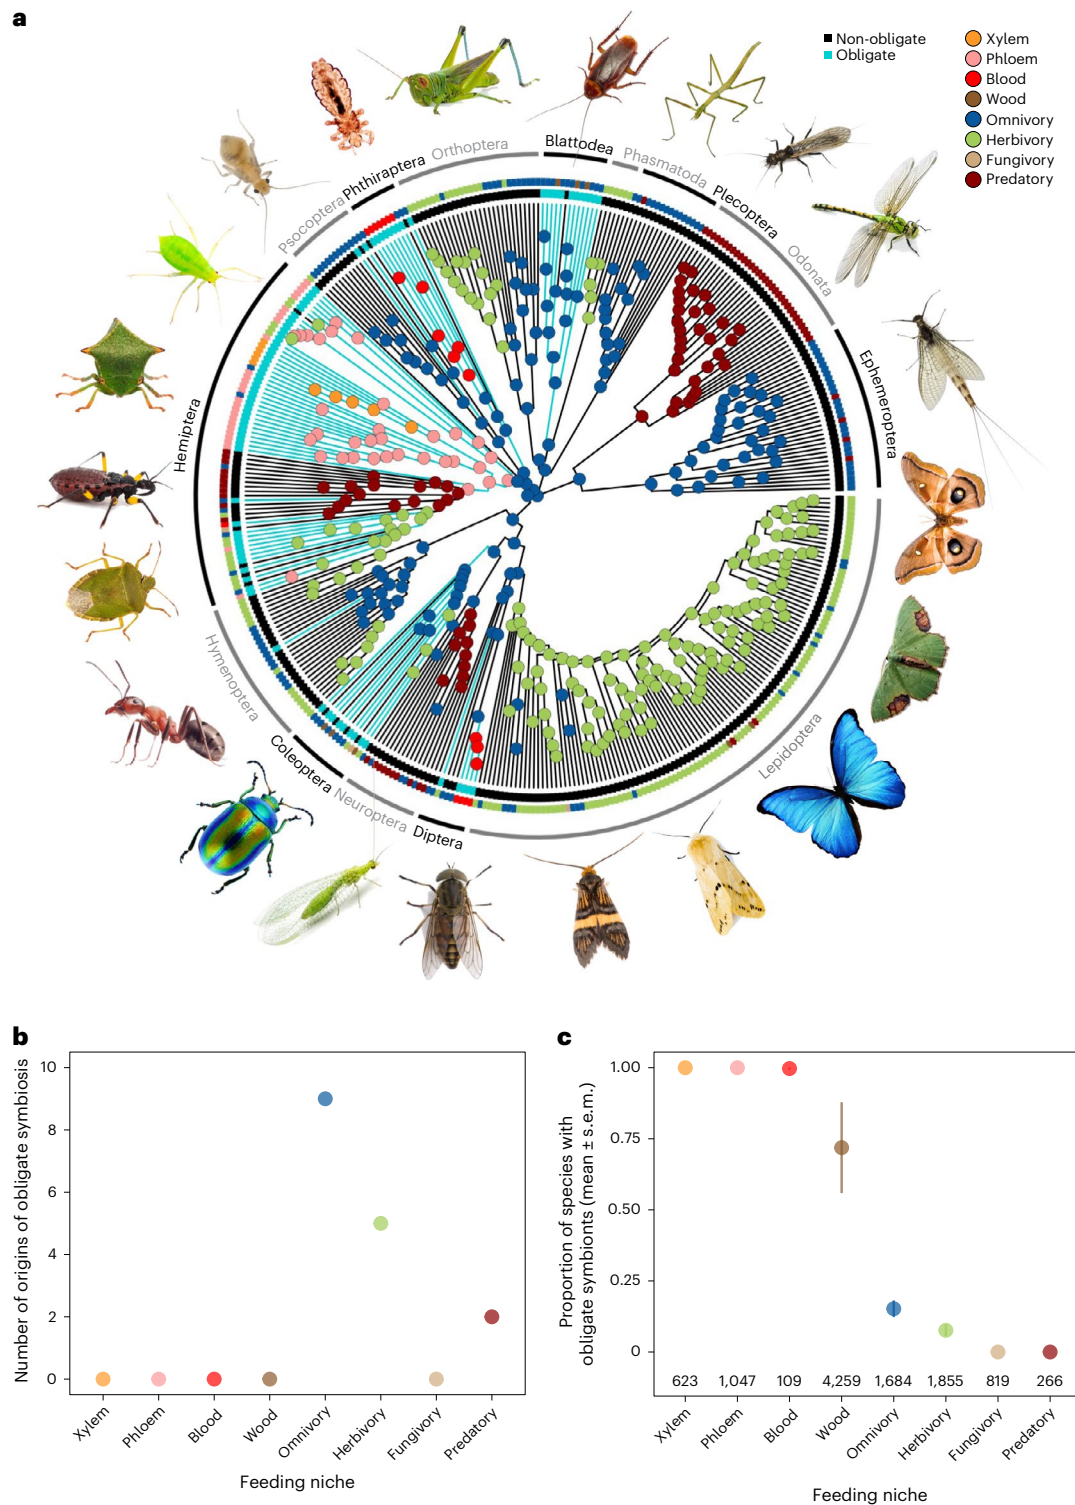 a
Non-obligate
Obligate
Xylem
Phloem
Blood
Wood
Omnivory
Herbivory
Fungivory
Predatory
Psocoptera
Phthiraptera
Orthoptera
Blattodea
Phasmatoda
Plecoptera
Odonata
Ephemeroptera
Hemiptera
Hymenoptera
Coleoptera
Neuroptera
Diptera
Lepidoptera
b
Number of origins of obligate symbiosis
10
8
6
4
2
0
Xylem
Phloem
Blood
Wood
Omnivory
Herbivory
Fungivory
Predatory
Feeding niche
c
Proportion of species with
obligate symbionts (mean ± s.e.m.)
1.00
0.75
0.50
0.25
0
623 1,047 109 4,259 1,684 1,855 819 266
Xylem
Phloem
Blood
Wood
Omnivory
Herbivory
Fungivory
Predatory
Feeding niche